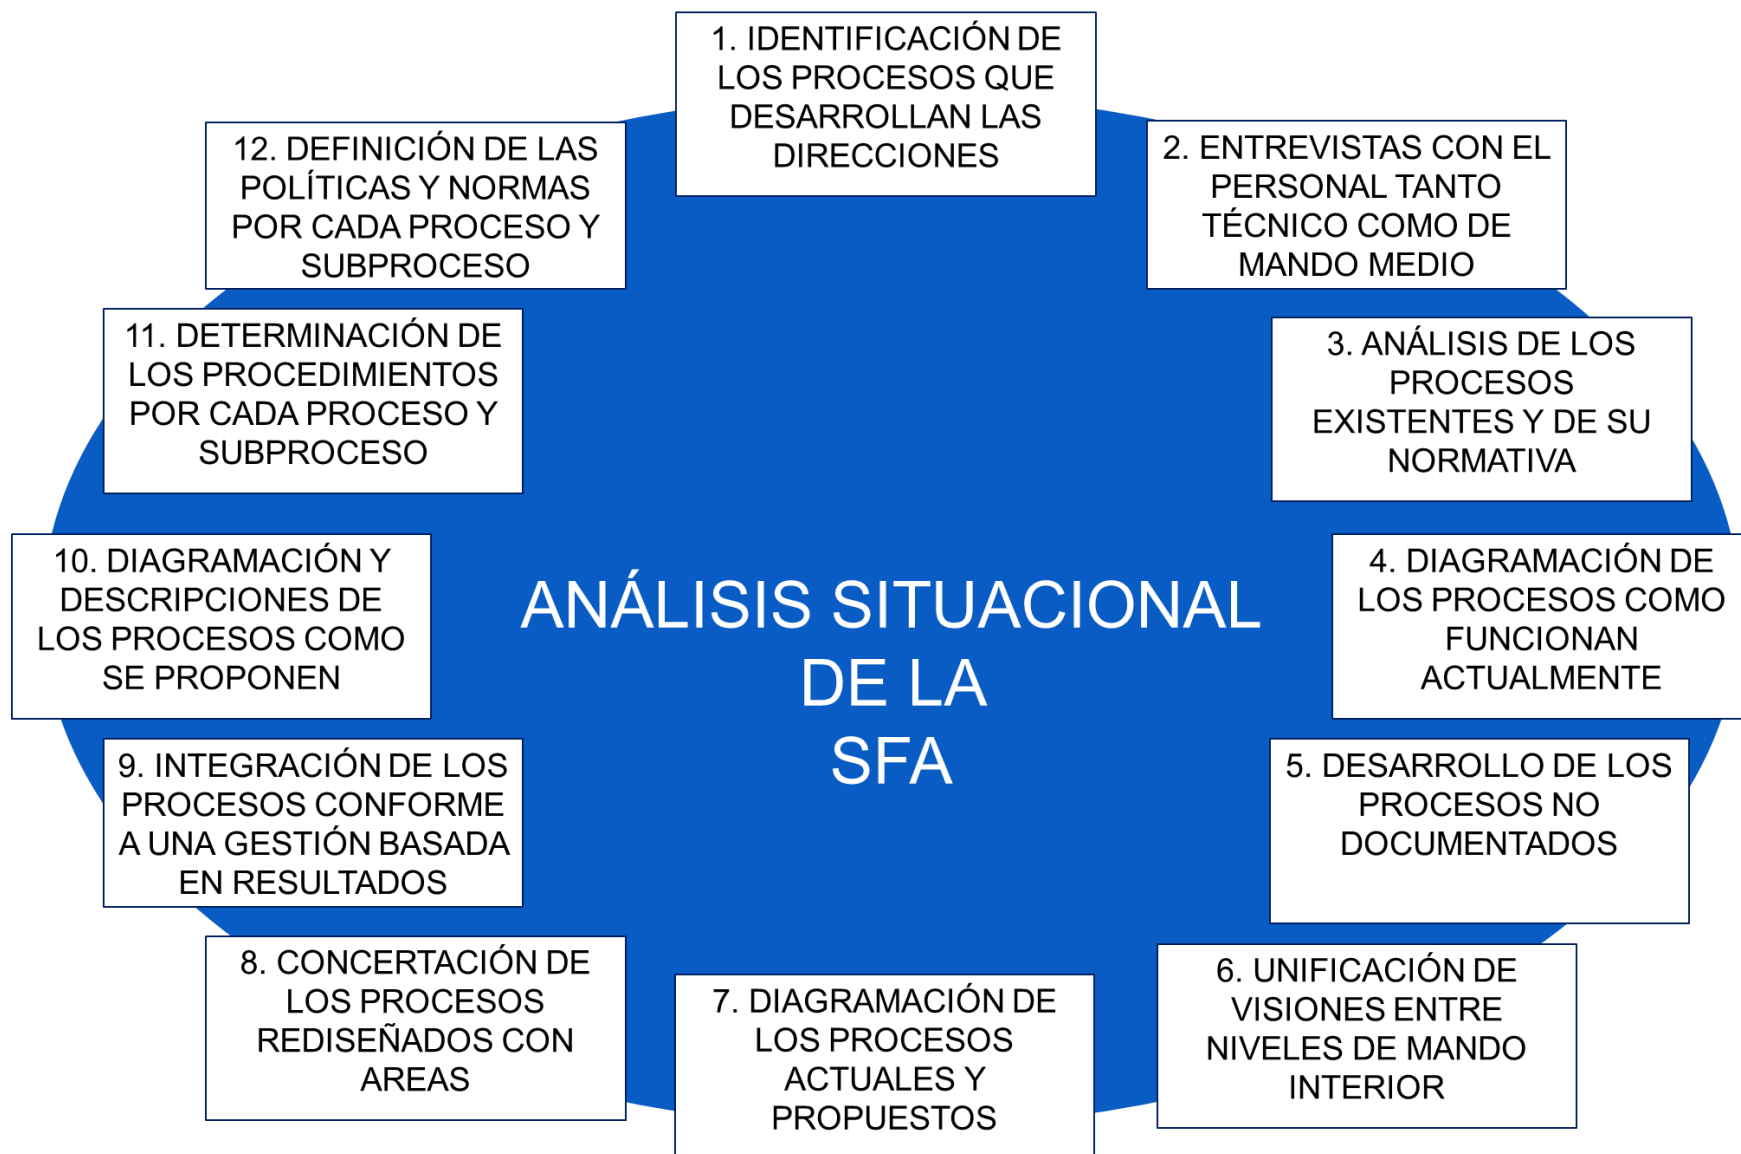 1. IDENTIFICACIÓN DE
LOS PROCESOS QUE
DESARROLLAN LAS
DIRECCIONES
2. ENTREVISTAS CON EL
PERSONAL TANTO
TÉCNICO COMO DE
MANDO MEDIO
3. ANÁLISIS DE LOS
PROCESOS
EXISTENTES Y DE SU
NORMATIVA
4. DIAGRAMACIÓN DE
LOS PROCESOS COMO
FUNCIONAN
ACTUALMENTE
5. DESARROLLO DE LOS
PROCESOS NO
DOCUMENTADOS
6. UNIFICACIÓN DE
VISIONES ENTRE
NIVELES DE MANDO
INTERIOR
7. DIAGRAMACIÓN DE
LOS PROCESOS
ACTUALES Y
PROPUESTOS
8. CONCERTACIÓN DE
LOS PROCESOS
REDISEÑADOS CON
AREAS
9. INTEGRACIÓN DE LOS
PROCESOS CONFORME
A UNA GESTIÓN BASADA
EN RESULTADOS
10. DIAGRAMACIÓN Y
DESCRIPCIONES DE
LOS PROCESOS COMO
SE PROPONEN
11. DETERMINACIÓN DE
LOS PROCEDIMIENTOS
POR CADA PROCESO Y
SUBPROCESO
12. DEFINICIÓN DE LAS
POLÍTICAS Y NORMAS
POR CADA PROCESO Y
SUBPROCESO
ANÁLISIS SITUACIONAL
DE LA
SFA